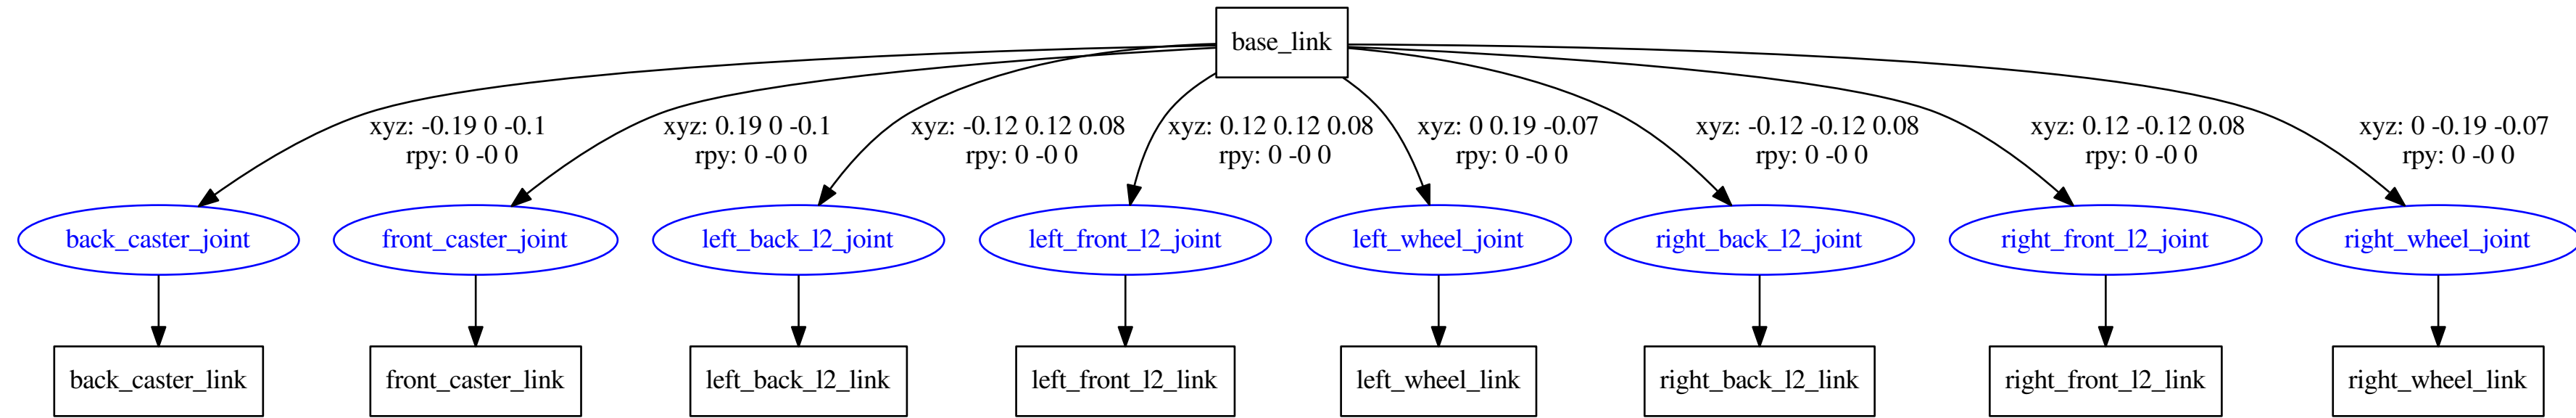 base_link
xyz: -0.19 0 -0.1
rpy: 0 -0 0
xyz: 0.19 0 -0.1
rpy: 0 -0 0
xyz: -0.12 0.12 0.08
rpy: 0 -0 0
xyz: 0.12 0.12 0.08
rpy: 0 -0 0
xyz: 0 0.19 -0.07
rpy: 0 -0 0
xyz: -0.12 -0.12 0.08
rpy: 0 -0 0
xyz: 0.12 -0.12 0.08
rpy: 0 -0 0
xyz: 0 -0.19 -0.07
rpy: 0 -0 0
back_caster_joint
front_caster_joint
left_back_l2_joint
left_front_l2_joint
left_wheel_joint
right_back_l2_joint
right_front_l2_joint
right_wheel_joint
back_caster_link
front_caster_link
left_back_l2_link
left_front_l2_link
left_wheel_link
right_back_l2_link
right_front_l2_link
right_wheel_link